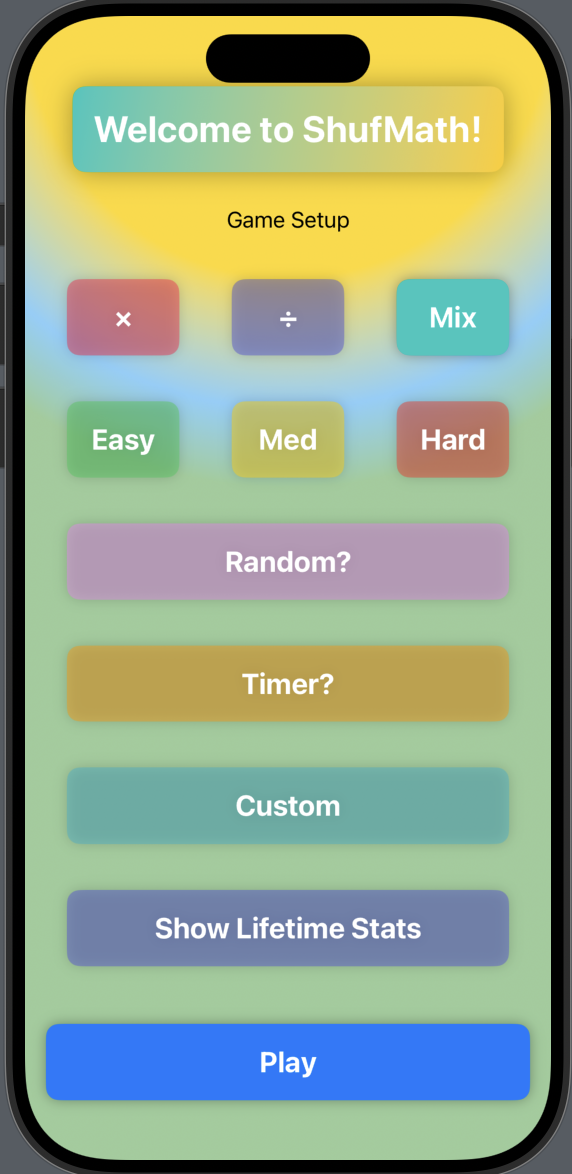 Welcome to ShufMath!
Game Setup
× ÷ Mix
Easy Med Hard
Random?
Timer?
Custom
Show Lifetime Stats
Play